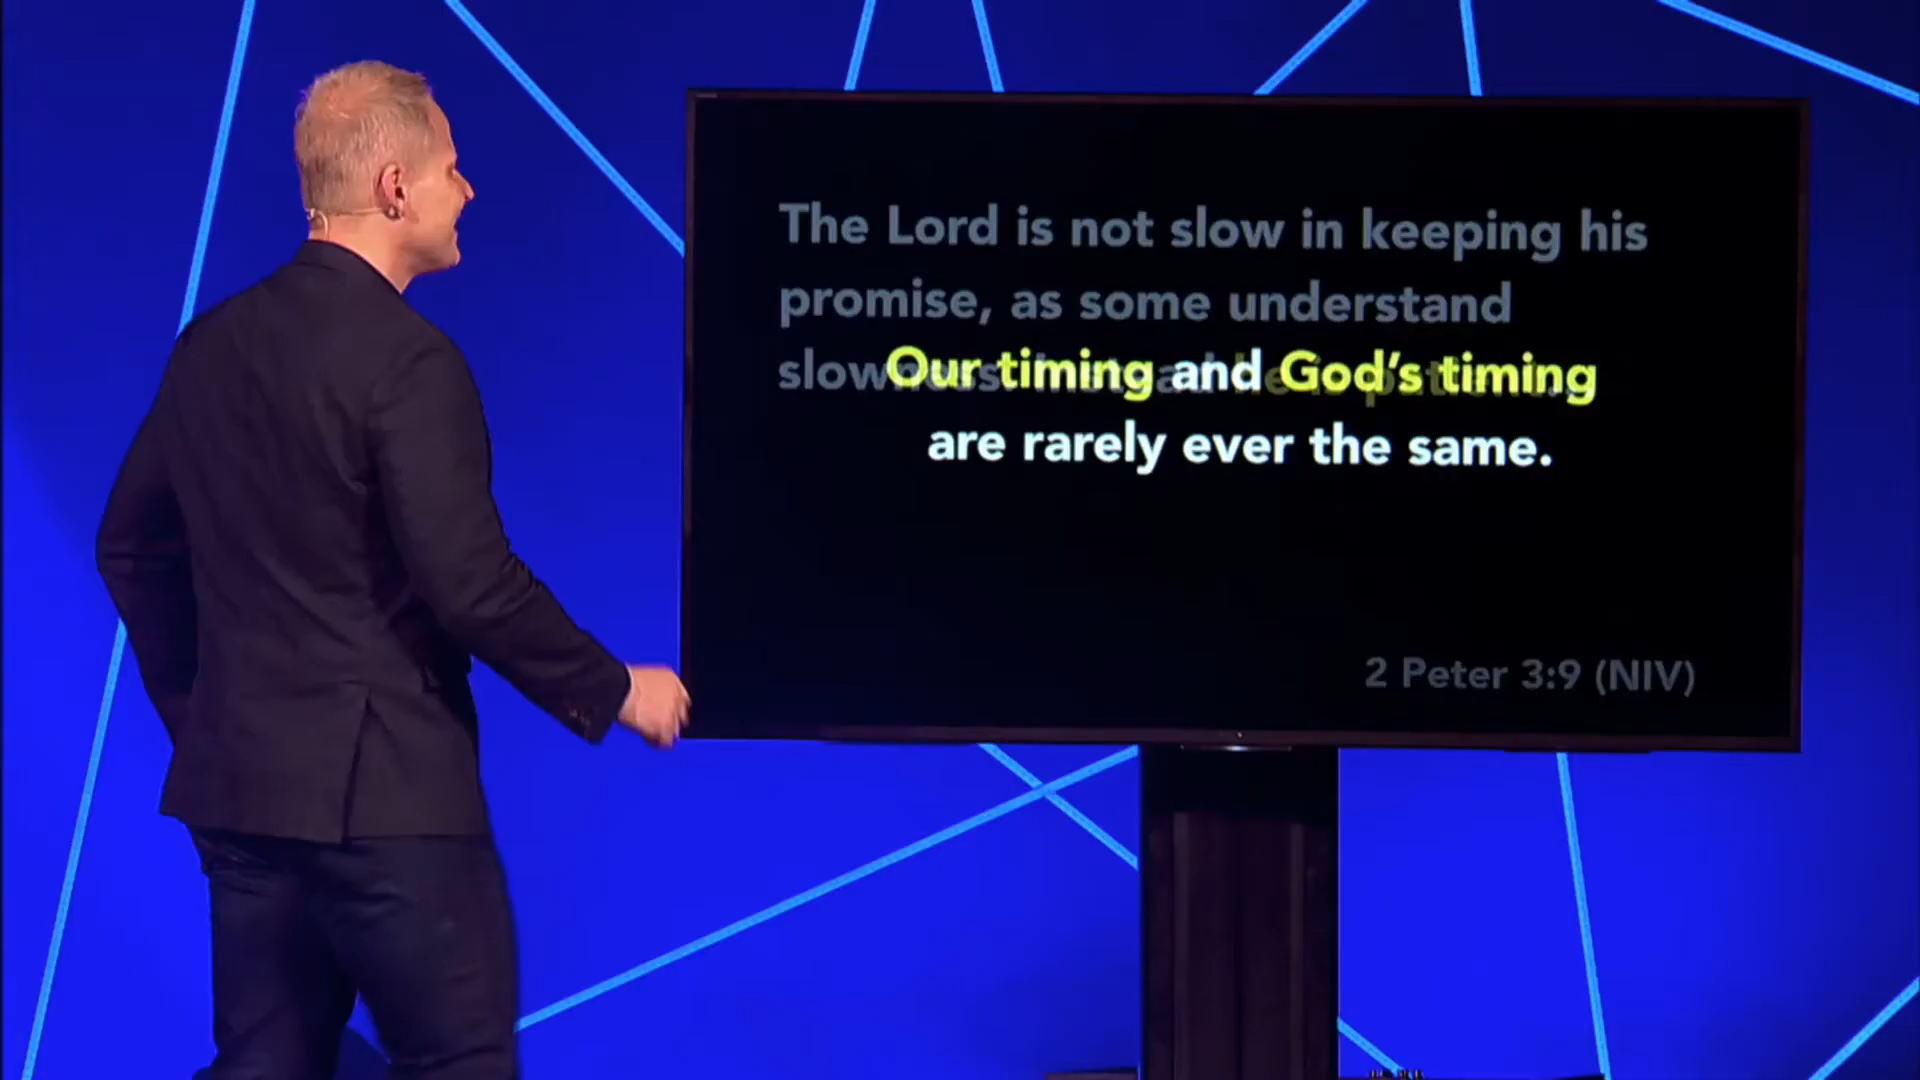 The Lord is not slow in keeping his
promise, as some understand
slowness
Our timing and God's timing
are rarely ever the same.
2 Peter 3:9 (NIV)